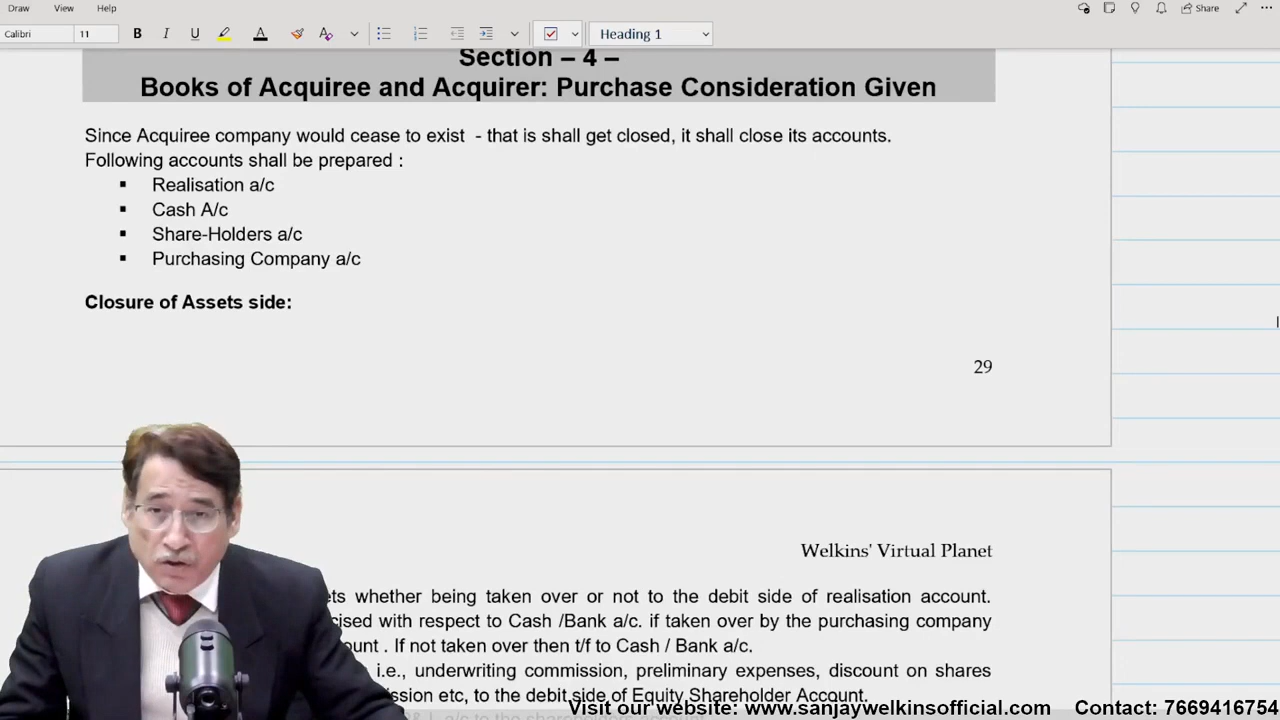 Draw View Help
Share
Calibri 11 B I U A A Heading 1
Section – 4 –
Books of Acquiree and Acquirer: Purchase Consideration Given
Since Acquiree company would cease to exist - that is shall get closed, it shall close its accounts.
Following accounts shall be prepared :
▪ Realisation a/c
▪ Cash A/c
▪ Share-Holders a/c
▪ Purchasing Company a/c
Closure of Assets side:
29
Welkins' Virtual Planet
whether being taken over or not to the debit side of realisation account.
with respect to Cash /Bank a/c. if taken over by the purchasing company
. If not taken over then t/f to Cash / Bank a/c.
i.e., underwriting commission, preliminary expenses, discount on shares
etc, to the debit side of Equity Shareholder Account.
a/c to the shareholders account
Visit our website: www.sanjaywelkinsofficial.com Contact: 7669416754